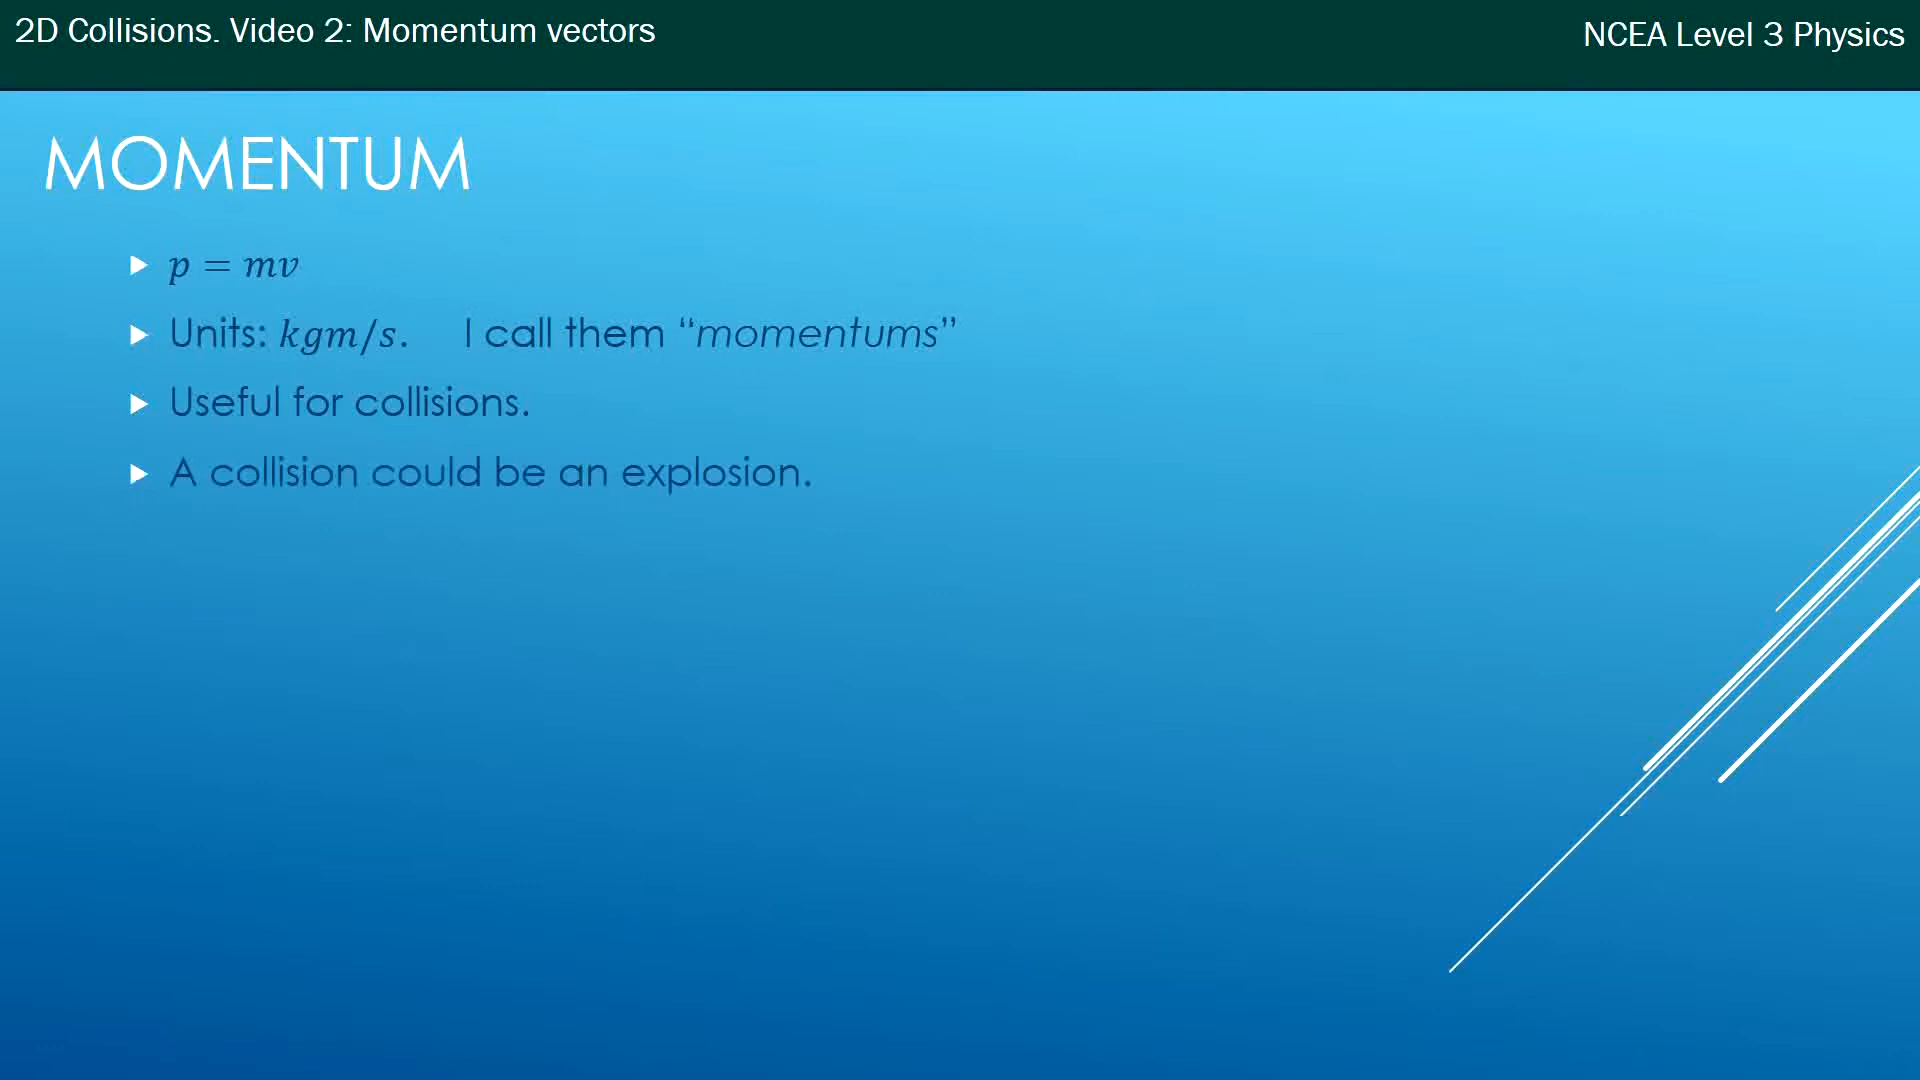 2D Collisions. Video 2: Momentum vectors
NCEA Level 3 Physics
MOMENTUM
p = mv
Units: kgm/s. I call them “momentums”
Useful for collisions.
A collision could be an explosion.